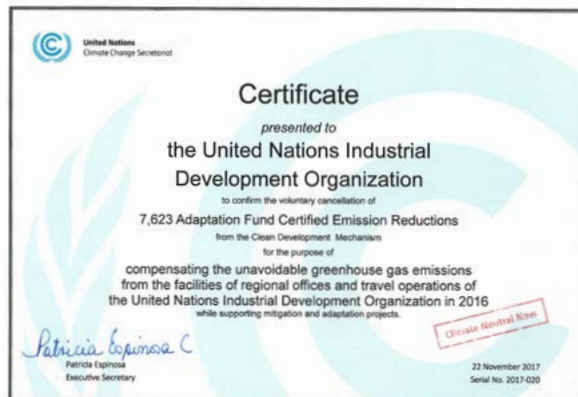 United Nations
Climate Change Secretariat
Certificate
presented to
the United Nations Industrial
Development Organization
to confirm the voluntary cancellation of
7,623 Adaptation Fund Certified Emission Reductions
from the Clean Development Mechanism
for the purpose of
compensating the unavoidable greenhouse gas emissions
from the facilities of regional offices and travel operations of
the United Nations Industrial Development Organization in 2016
while supporting mitigation and adaptation projects.
Climate Neutral Now
Patricia Espinosa C
Patricia Espinosa
Executive Secretary
22 November 2017
Serial No. 2017-020